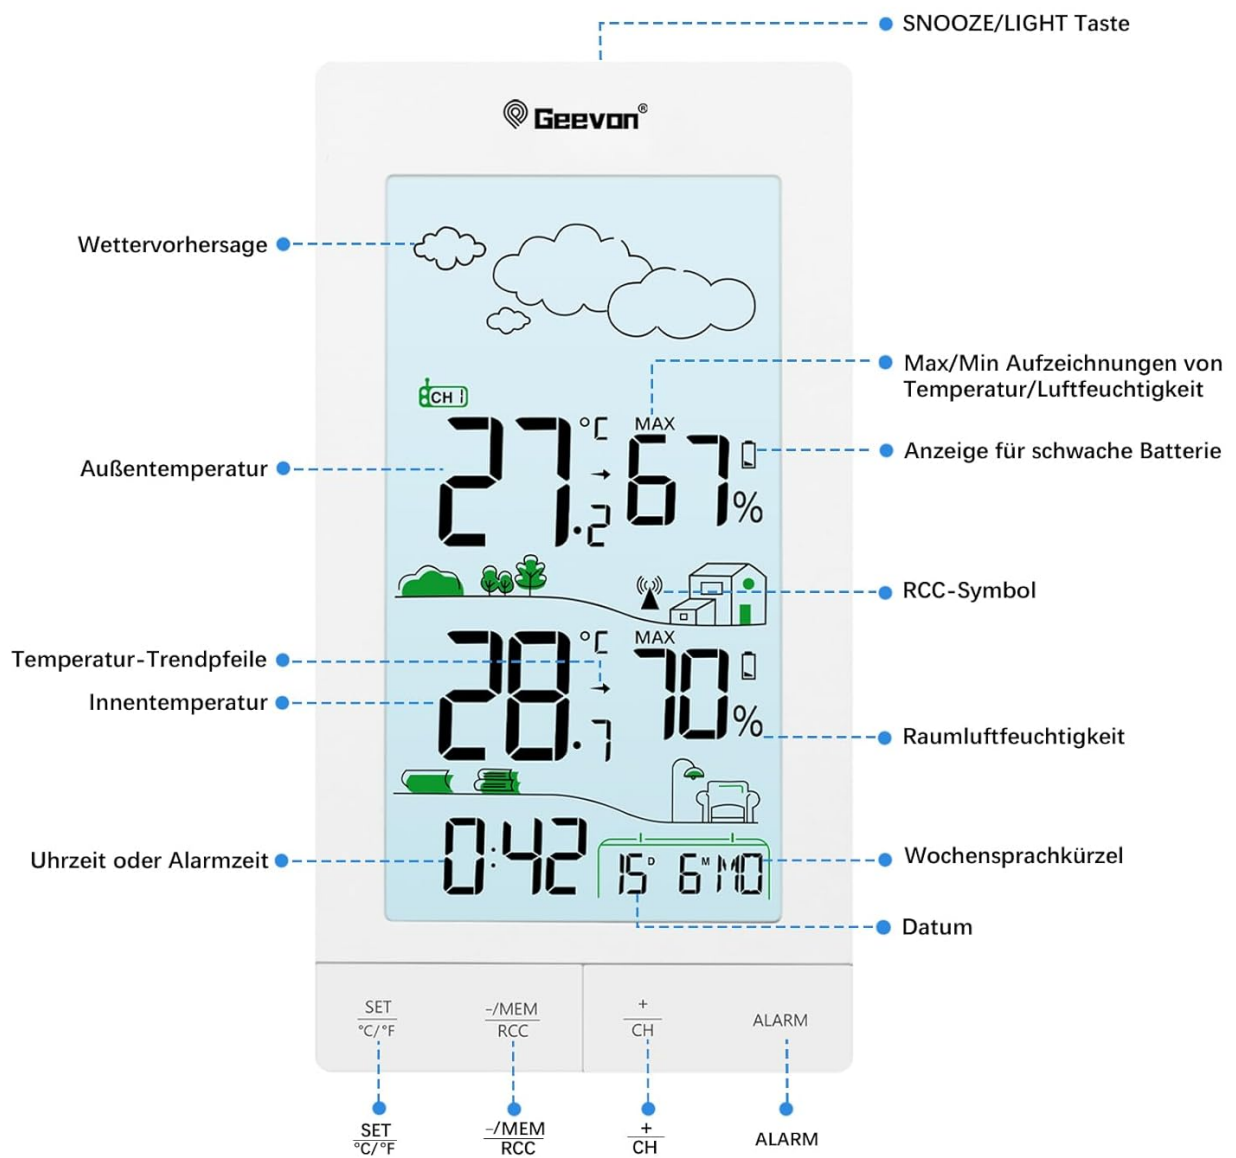 SNOOZE/LIGHT Taste
Geevon®
Wettervorhersage
Max/Min Aufzeichnungen von
Temperatur/Luftfeuchtigkeit
CH 1
MAX
Anzeige für schwache Batterie
Außentemperatur
27.2 °C
67%
RCC-Symbol
MAX
Temperatur-Trendpfeile
Innentemperatur
28.7 °C
70%
Raumluftfeuchtigkeit
Uhrzeit oder Alarmzeit
0:42
15 D 6 M MO
Wochensprachkürzel
Datum
SET
°C/°F
-/MEM
RCC
+
CH
ALARM
SET
°C/°F
-/MEM
RCC
+
CH
ALARM